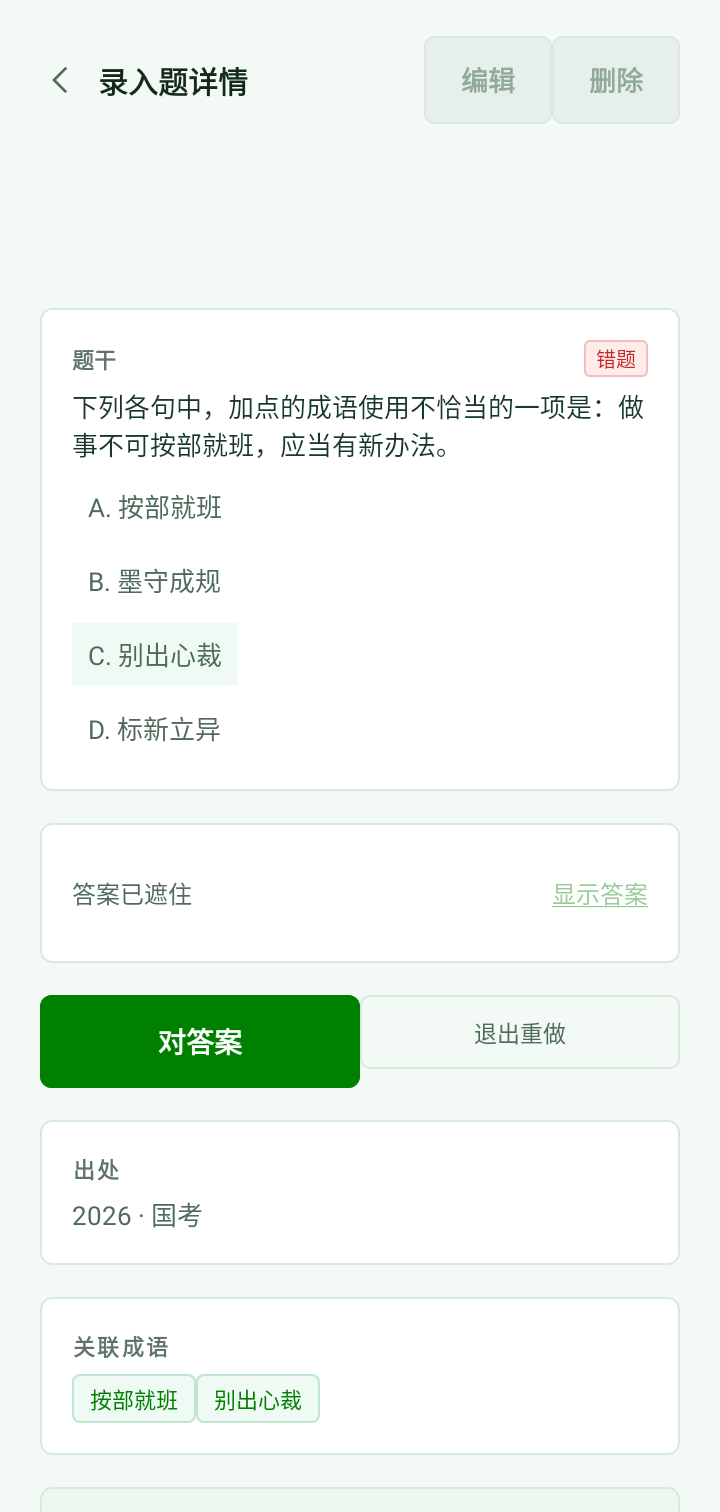 录入题详情
编辑
删除
题干
错题
下列各句中，加点的成语使用不恰当的一项是：做
事不可按部就班，应当有新办法。
A. 按部就班
B. 墨守成规
C. 别出心裁
D. 标新立异
答案已遮住
显示答案
对答案
退出重做
出处
2026 · 国考
关联成语
按部就班
别出心裁